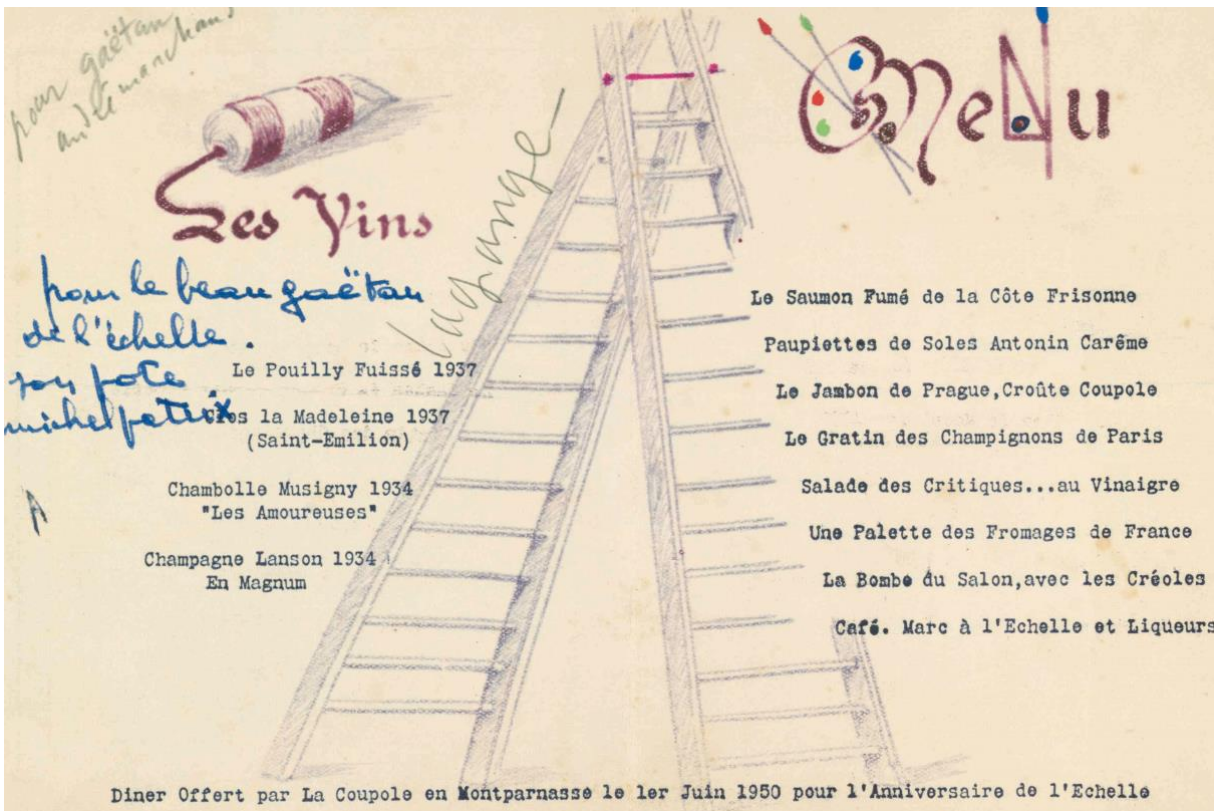 pour gaëtan
andré marchand
Les Vins
Lagrange
pour le beau gaëtan
de l'échelle.
son pote
michel patrix
Le Pouilly Fuissé 1937
Clos la Madeleine 1937
(Saint-Emilion)
Chambolle Musigny 1934
"Les Amoureuses"
Champagne Lanson 1934
En Magnum
MeNu
Le Saumon Fumé de la Côte Frisonne
Paupiettes de Soles Antonin Carême
Le Jambon de Prague,Croûte Coupole
Le Gratin des Champignons de Paris
Salade des Critiques...au Vinaigre
Une Palette des Fromages de France
La Bombe du Salon,avec les Créoles
Café. Marc à l'Echelle et Liqueurs
Diner Offert par La Coupole en Montparnasse le 1er Juin 1950 pour l'Anniversaire de l'Echelle